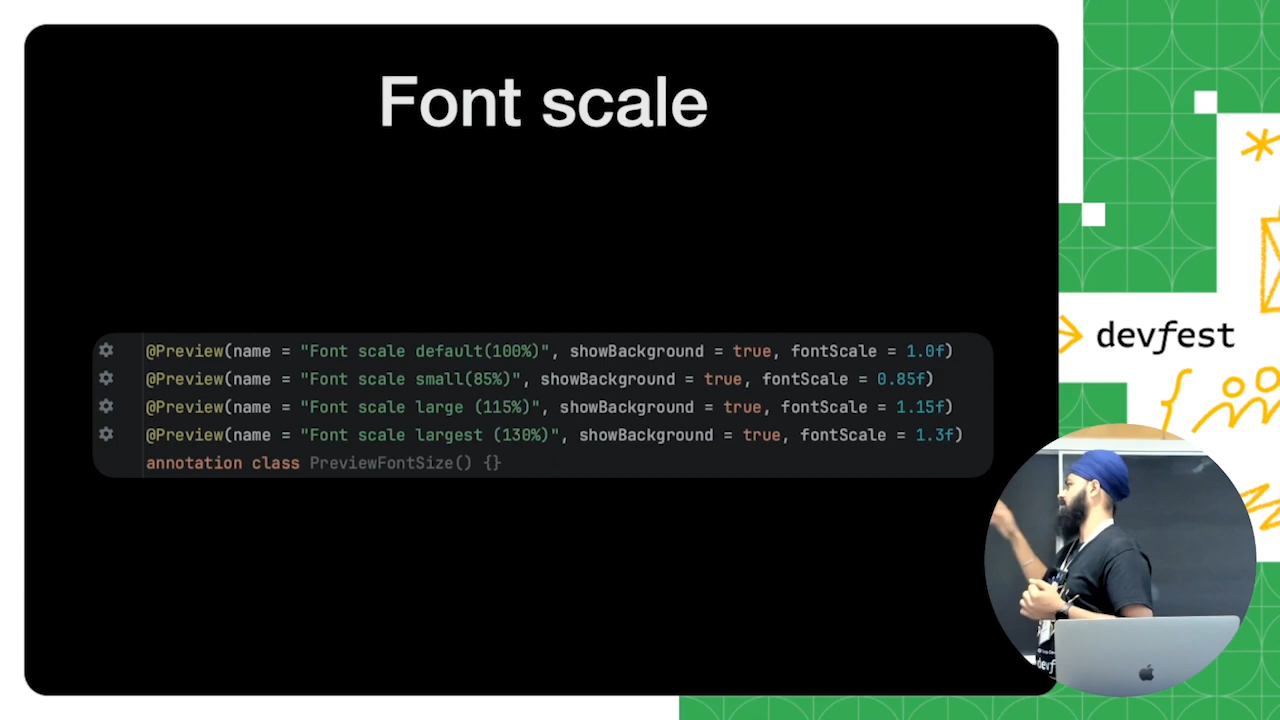 Font scale
@Preview(name = "Font scale default(100%)", showBackground = true, fontScale = 1.0f)
@Preview(name = "Font scale small(85%)", showBackground = true, fontScale = 0.85f)
@Preview(name = "Font scale large (115%)", showBackground = true, fontScale = 1.15f)
@Preview(name = "Font scale largest (130%)", showBackground = true, fontScale = 1.3f)
annotation class PreviewFontSize() {}
devfest